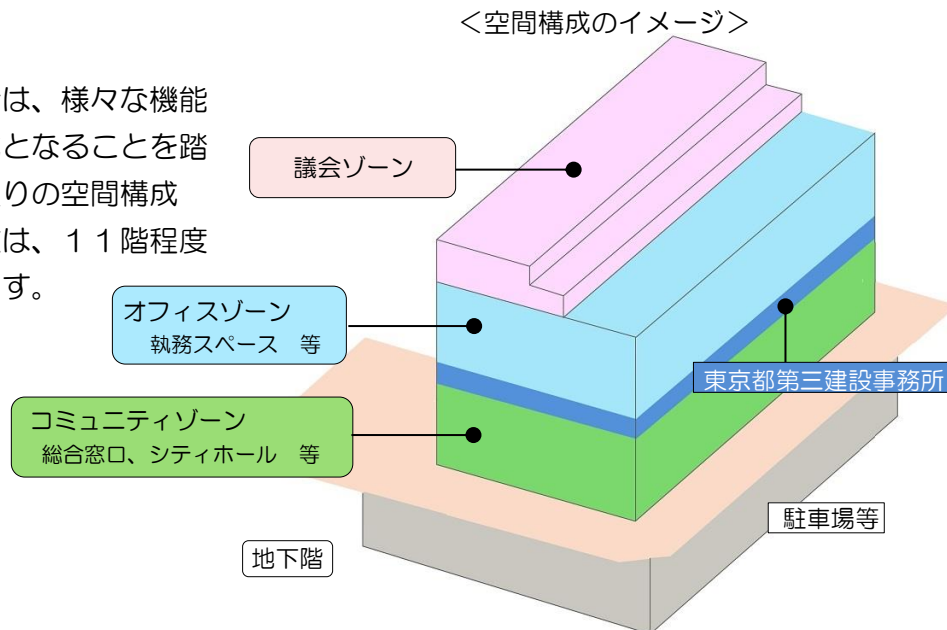 ＜空間構成のイメージ＞
は、様々な機能
となることを踏
りの空間構成
は、１１階程度
す。
議会ゾーン
オフィスゾーン
執務スペース　等
東京都第三建設事務所
コミュニティゾーン
総合窓口、シティホール　等
駐車場等
地下階